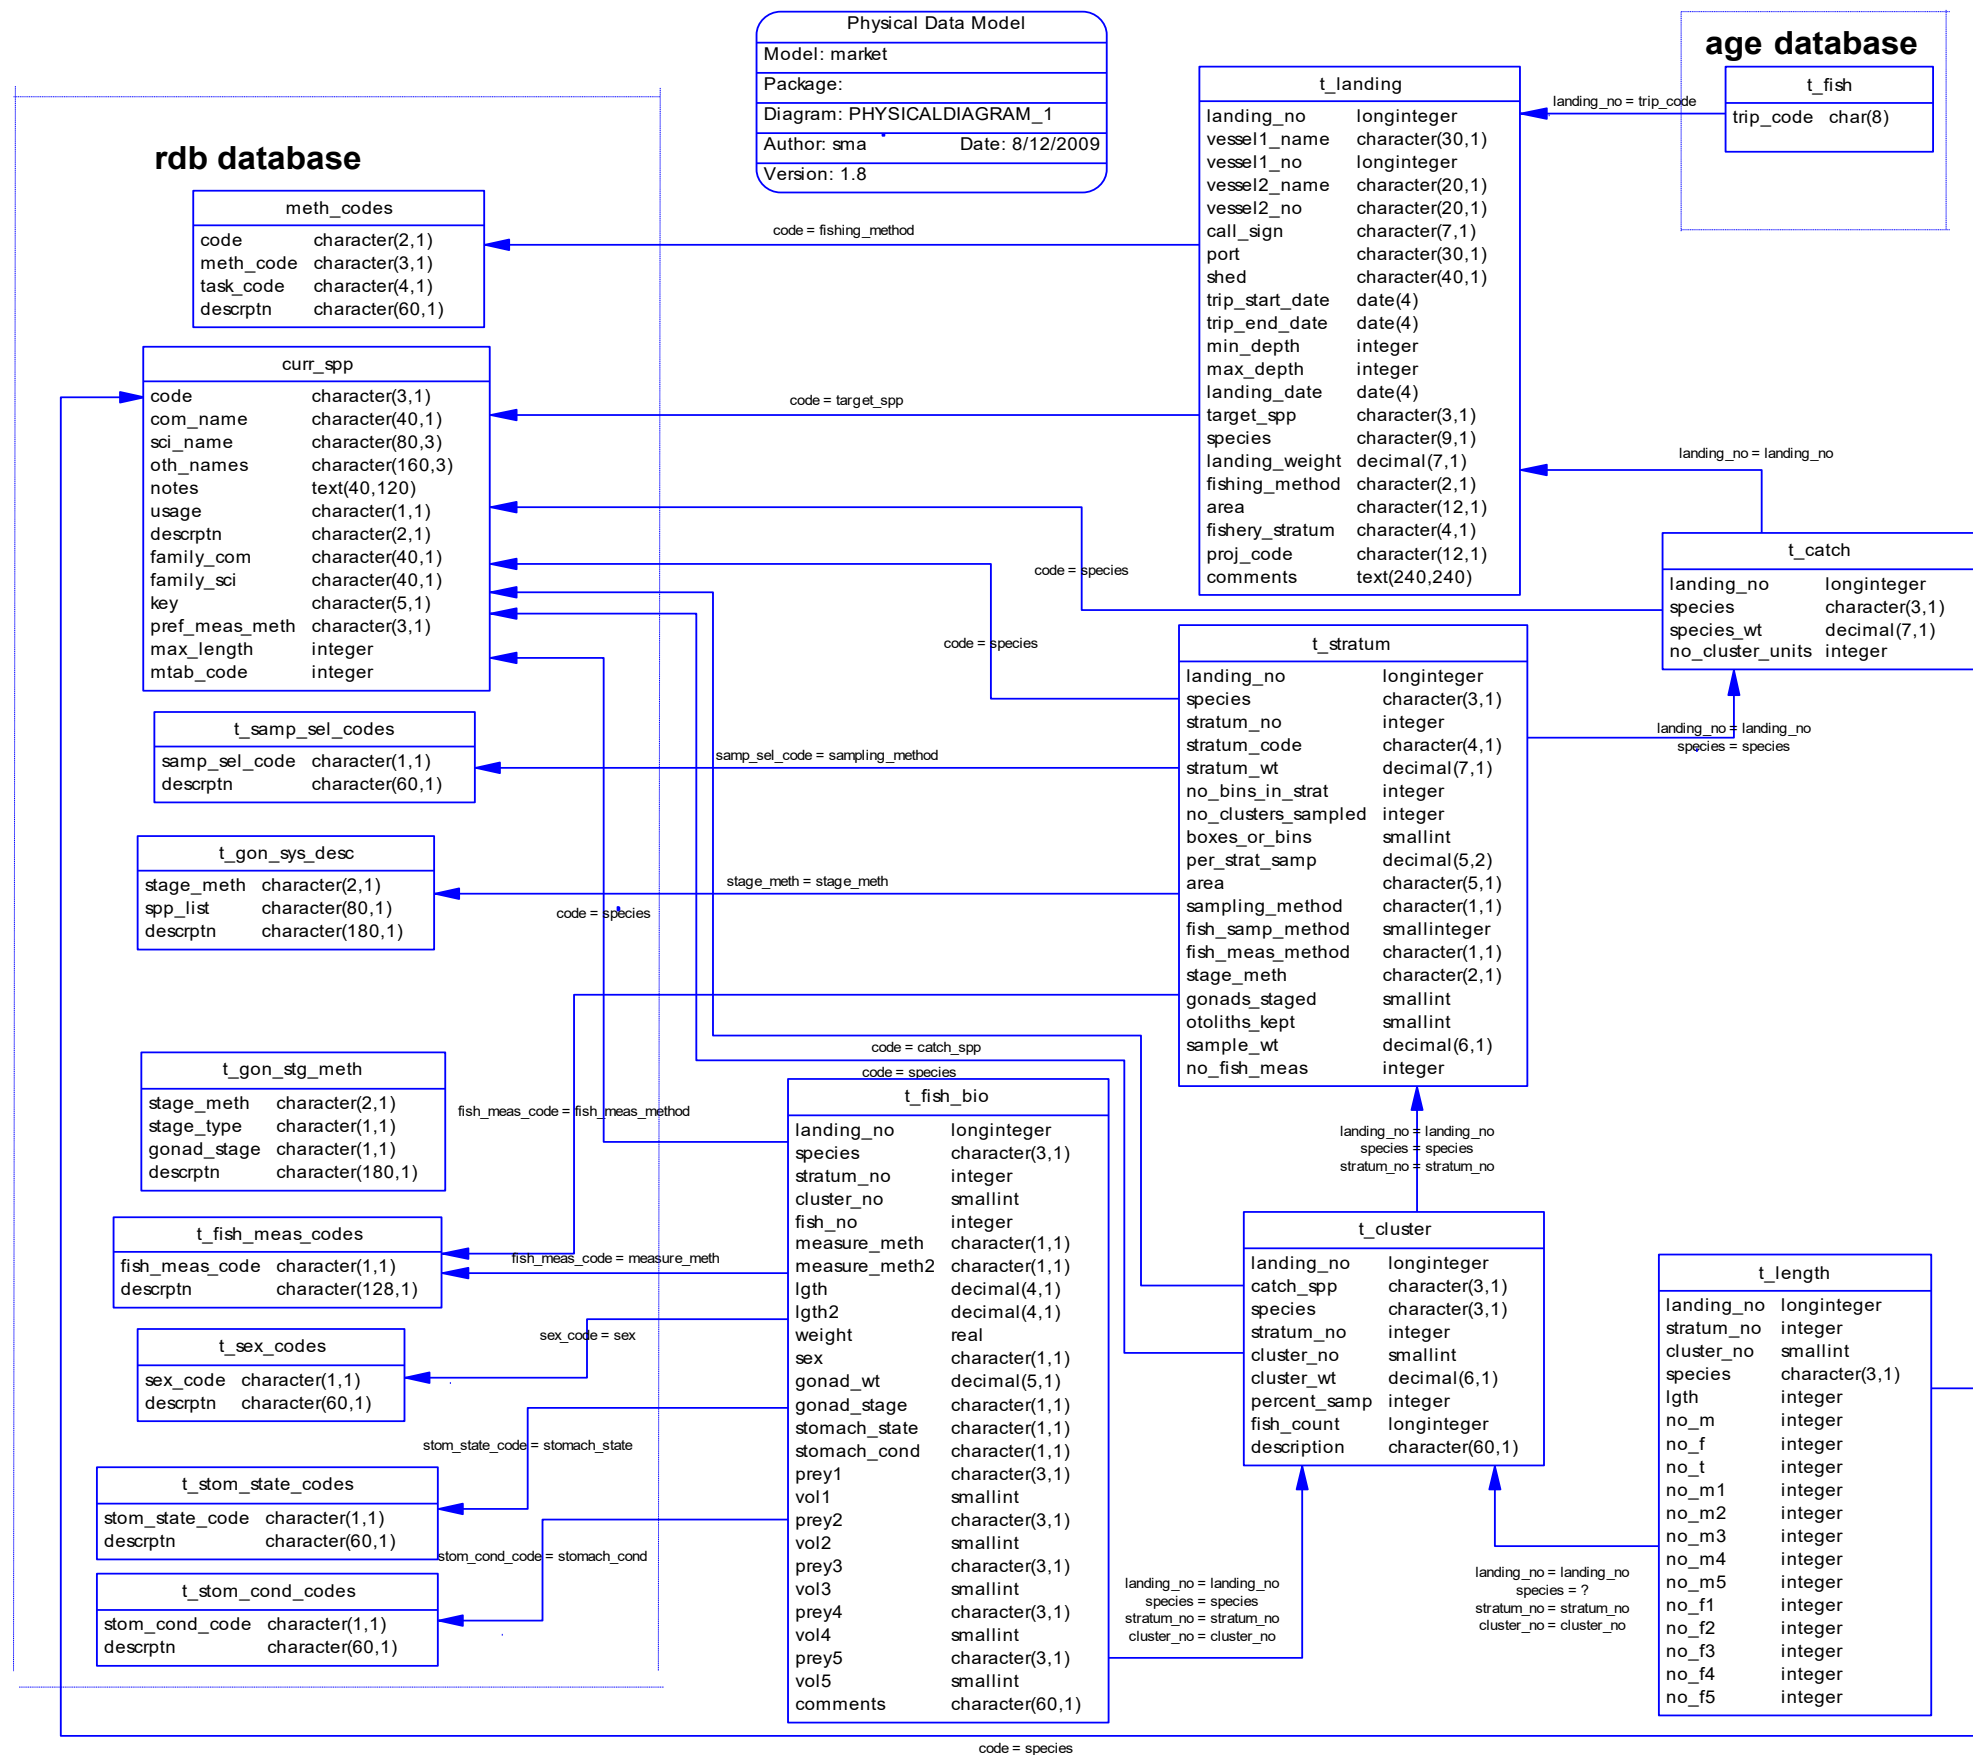 Physical Data Model
Model: market
Package:
Diagram: PHYSICALDIAGRAM_1
Author: sma Date: 8/12/2009
Version: 1.8
age database
t_fish
trip_code char(8)
landing_no = trip_code
t_landing
landing_no longinteger
vessel1_name character(30,1)
vessel1_no longinteger
vessel2_name character(20,1)
vessel2_no character(20,1)
call_sign character(7,1)
port character(30,1)
shed character(40,1)
trip_start_date date(4)
trip_end_date date(4)
min_depth integer
max_depth integer
landing_date date(4)
target_spp character(3,1)
species character(9,1)
landing_weight decimal(7,1)
fishing_method character(2,1)
area character(12,1)
fishery_stratum character(4,1)
proj_code character(12,1)
comments text(240,240)
rdb database
meth_codes
code character(2,1)
meth_code character(3,1)
task_code character(4,1)
descrptn character(60,1)
code = fishing_method
curr_spp
code character(3,1)
com_name character(40,1)
sci_name character(80,3)
oth_names character(160,3)
notes text(40,120)
usage character(1,1)
descrptn character(2,1)
family_com character(40,1)
family_sci character(40,1)
key character(5,1)
pref_meas_meth character(3,1)
max_length integer
mtab_code integer
code = target_spp
landing_no = landing_no
t_catch
landing_no longinteger
species character(3,1)
species_wt decimal(7,1)
no_cluster_units integer
code = species
code = species
t_stratum
landing_no longinteger
species character(3,1)
stratum_no integer
stratum_code character(4,1)
stratum_wt decimal(7,1)
no_bins_in_strat integer
no_clusters_sampled integer
boxes_or_bins smallint
per_strat_samp decimal(5,2)
area character(5,1)
sampling_method character(1,1)
fish_samp_method smallinteger
fish_meas_method character(1,1)
stage_meth character(2,1)
gonads_staged smallint
otoliths_kept smallint
sample_wt decimal(6,1)
no_fish_meas integer
landing_no = landing_no
species = species
t_samp_sel_codes
samp_sel_code character(1,1)
descrptn character(60,1)
samp_sel_code = sampling_method
t_gon_sys_desc
stage_meth character(2,1)
spp_list character(80,1)
descrptn character(180,1)
stage_meth = stage_meth
code = species
t_gon_stg_meth
stage_meth character(2,1)
stage_type character(1,1)
gonad_stage character(1,1)
descrptn character(180,1)
code = catch_spp
code = species
fish_meas_code = fish_meas_method
t_fish_bio
landing_no longinteger
species character(3,1)
stratum_no integer
cluster_no smallint
fish_no integer
measure_meth character(1,1)
measure_meth2 character(1,1)
lgth decimal(4,1)
lgth2 decimal(4,1)
weight real
sex character(1,1)
gonad_wt decimal(5,1)
gonad_stage character(1,1)
stomach_state character(1,1)
stomach_cond character(1,1)
prey1 character(3,1)
vol1 smallint
prey2 character(3,1)
vol2 smallint
prey3 character(3,1)
vol3 smallint
prey4 character(3,1)
vol4 smallint
prey5 character(3,1)
vol5 smallint
comments character(60,1)
landing_no = landing_no
species = species
stratum_no = stratum_no
t_cluster
landing_no longinteger
catch_spp character(3,1)
species character(3,1)
stratum_no integer
cluster_no smallint
cluster_wt decimal(6,1)
percent_samp integer
fish_count longinteger
description character(60,1)
t_fish_meas_codes
fish_meas_code character(1,1)
descrptn character(128,1)
fish_meas_code = measure_meth
t_sex_codes
sex_code character(1,1)
descrptn character(60,1)
sex_code = sex
t_stom_state_codes
stom_state_code character(1,1)
descrptn character(60,1)
stom_state_code = stomach_state
t_stom_cond_codes
stom_cond_code character(1,1)
descrptn character(60,1)
stom_cond_code = stomach_cond
t_length
landing_no longinteger
stratum_no integer
cluster_no smallint
species character(3,1)
lgth integer
no_m integer
no_f integer
no_t integer
no_m1 integer
no_m2 integer
no_m3 integer
no_m4 integer
no_m5 integer
no_f1 integer
no_f2 integer
no_f3 integer
no_f4 integer
no_f5 integer
landing_no = landing_no
species = species
stratum_no = stratum_no
cluster_no = cluster_no
landing_no = landing_no
species = ?
stratum_no = stratum_no
cluster_no = cluster_no
code = species